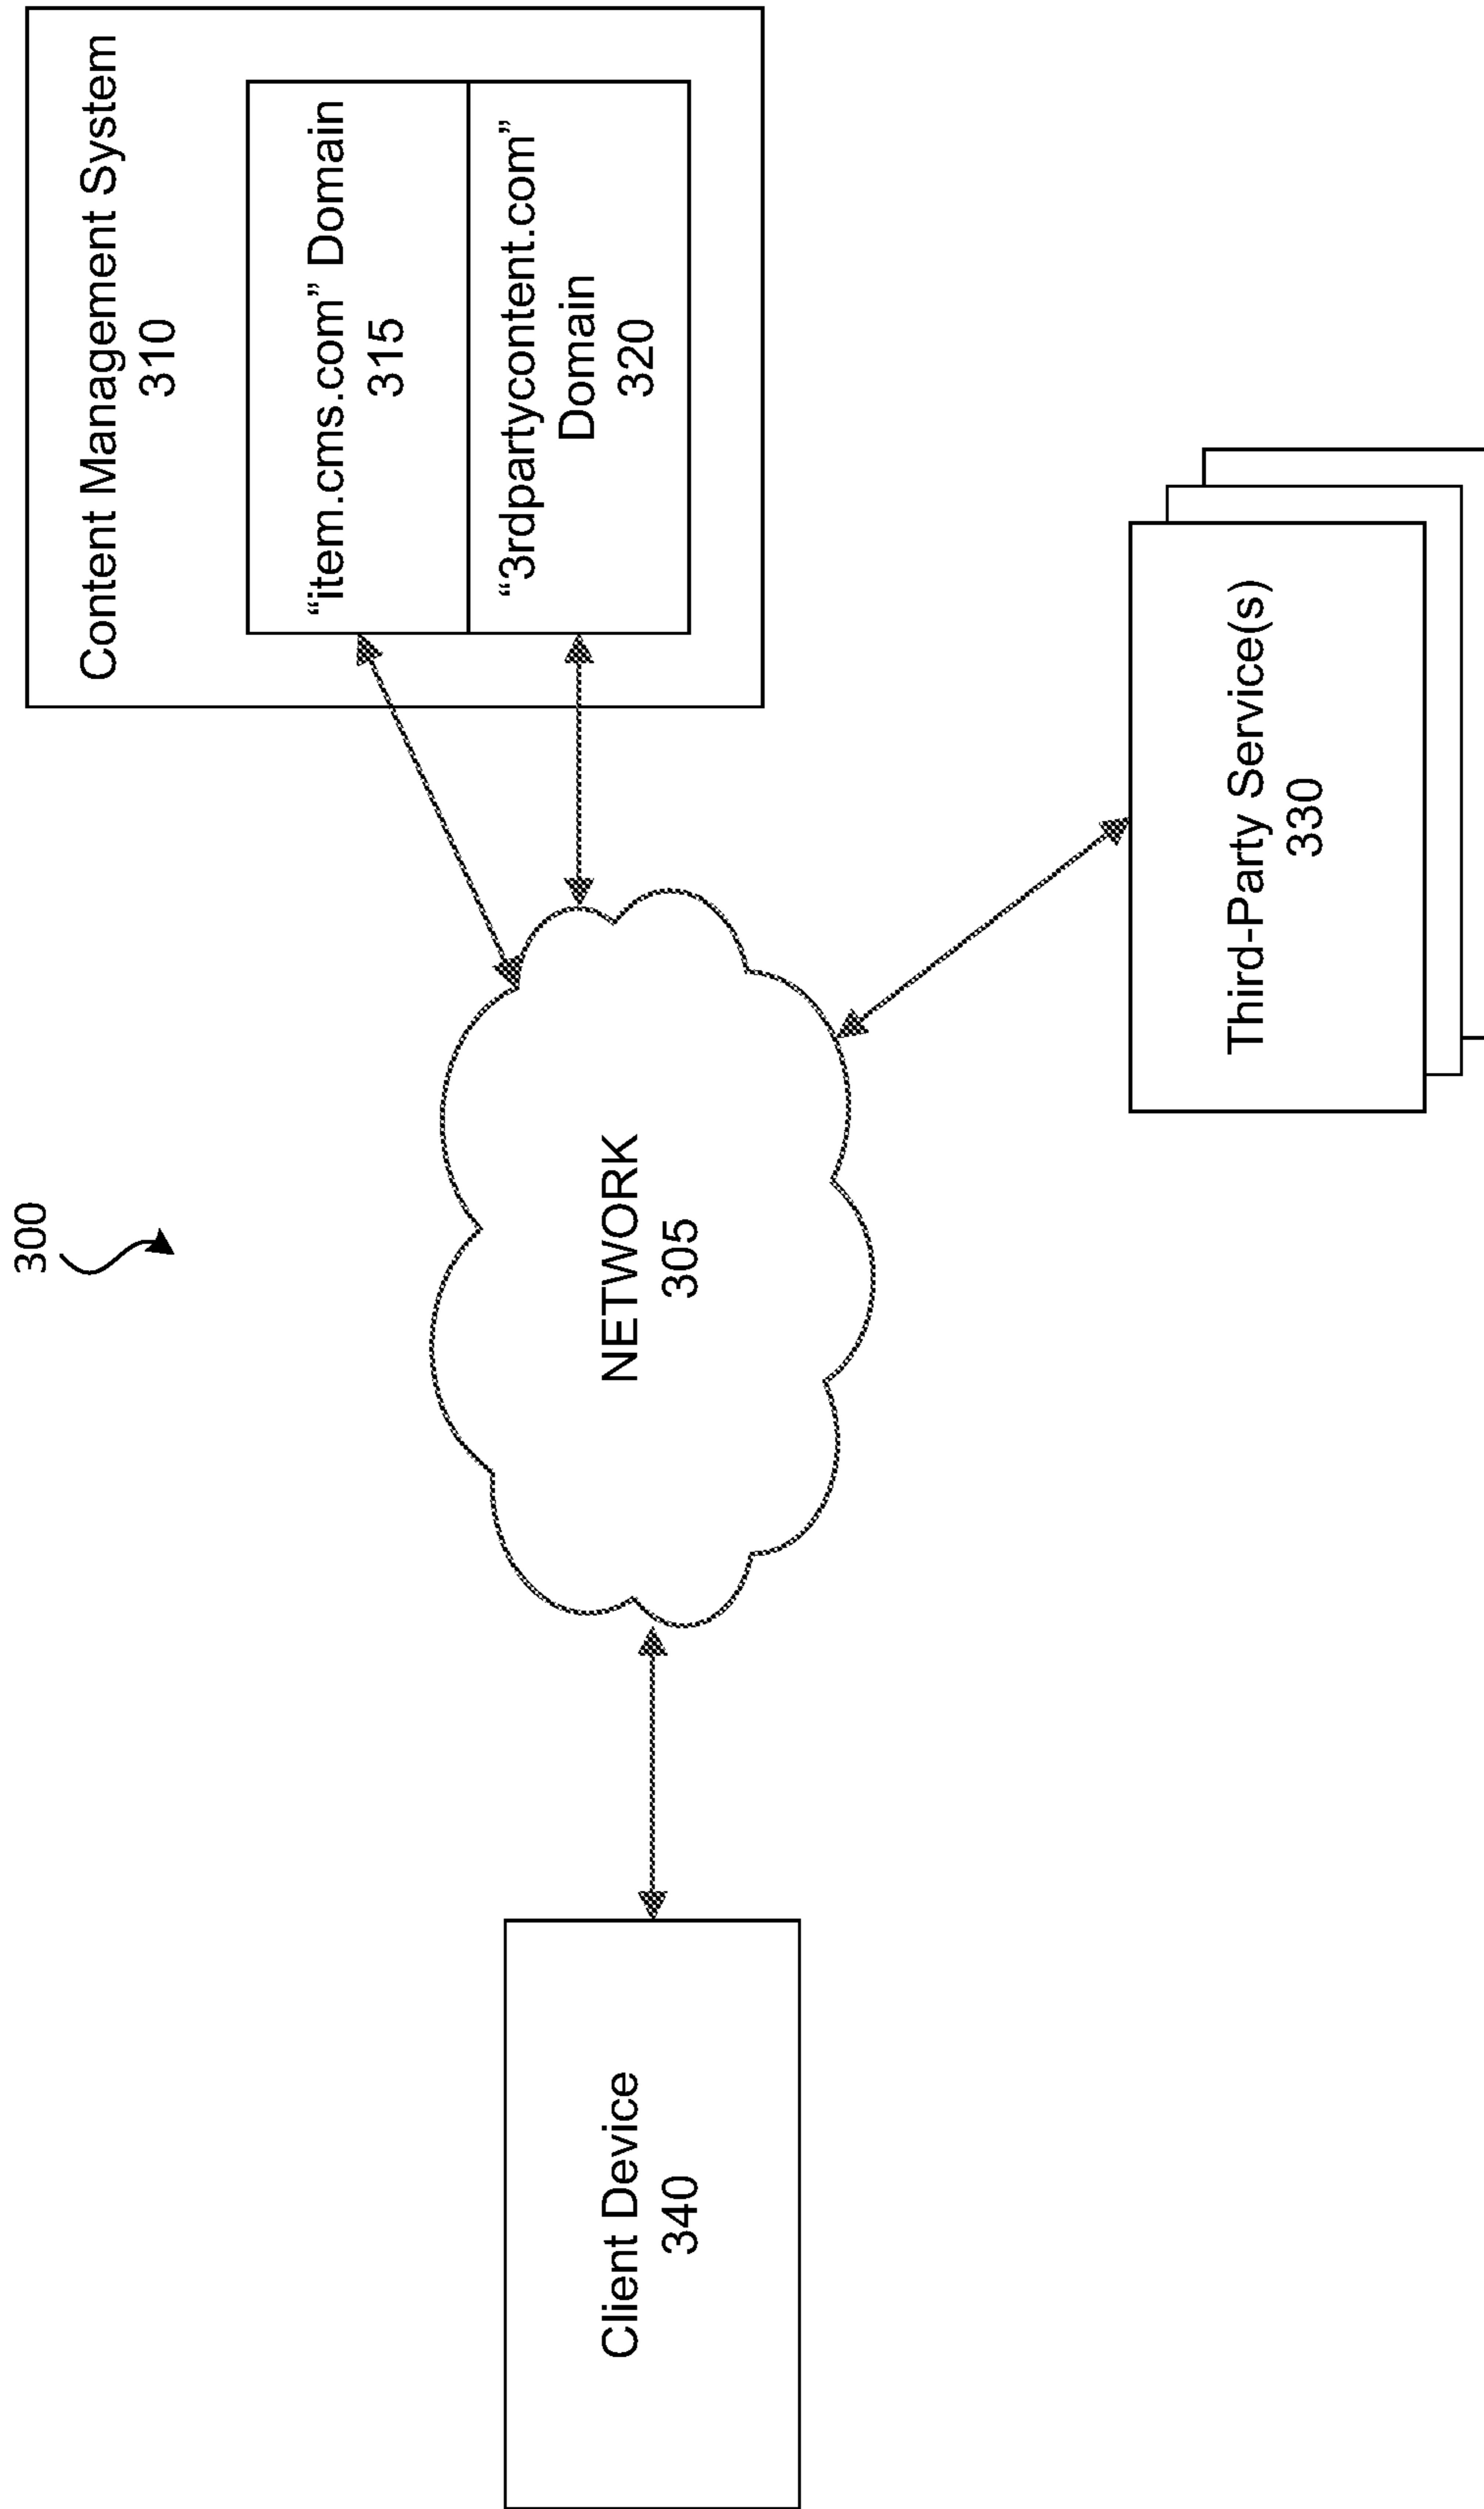 300
Content Management System
310
“item.cms.com” Domain
315
“3rdpartycontent.com”
Domain
320
NETWORK
305
Client Device
340
Third-Party Service(s)
330